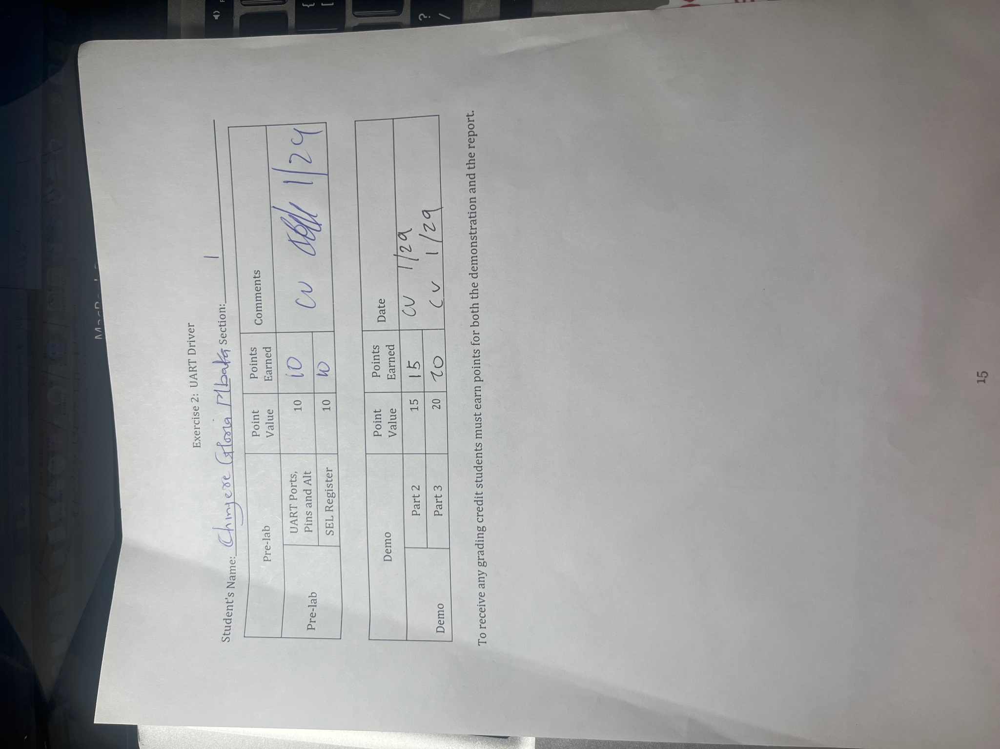 Exercise 2: UART Driver
Student's Name: Chinyere Gloria Mbaka Section: 1
Pre-lab Point Value Points Earned Comments
Pre-lab UART Ports, Pins and Alt 10 10 CV 1/24
SEL Register 10 10
Demo Point Value Points Earned Date
Demo Part 2 15 15 CV 1/29
Part 3 20 20 CV 1/29
To receive any grading credit students must earn points for both the demonstration and the report.
15